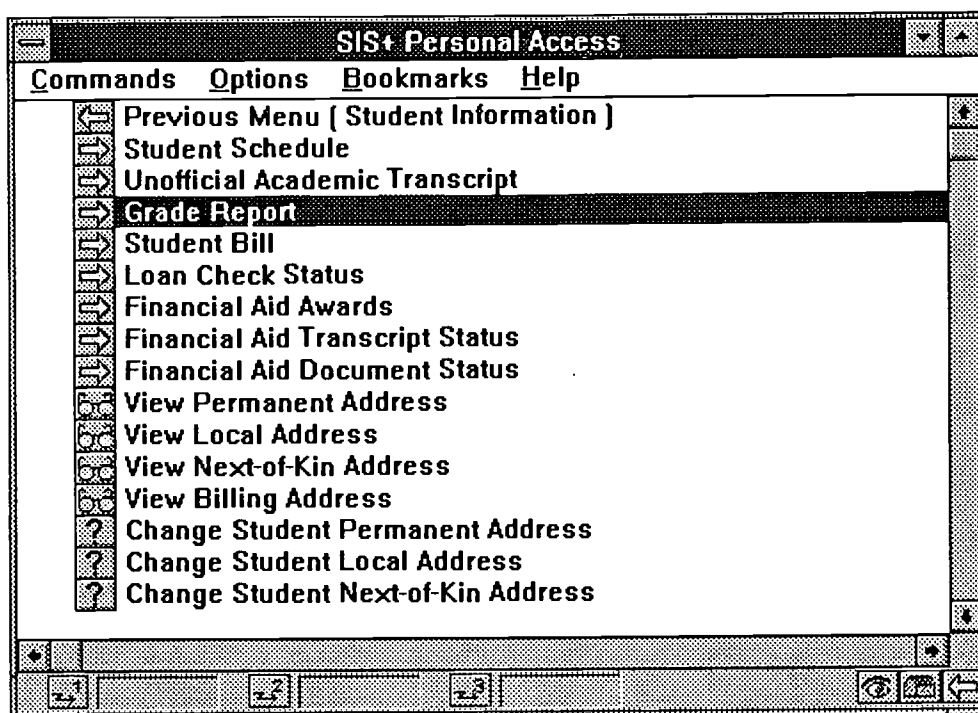 SIS+ Personal Access
Commands Options Bookmarks Help
Previous Menu ( Student Information )
Student Schedule
Unofficial Academic Transcript
Grade Report
Student Bill
Loan Check Status
Financial Aid Awards
Financial Aid Transcript Status
Financial Aid Document Status
View Permanent Address
View Local Address
View Next-of-Kin Address
View Billing Address
? Change Student Permanent Address
? Change Student Local Address
? Change Student Next-of-Kin Address
1 2 3